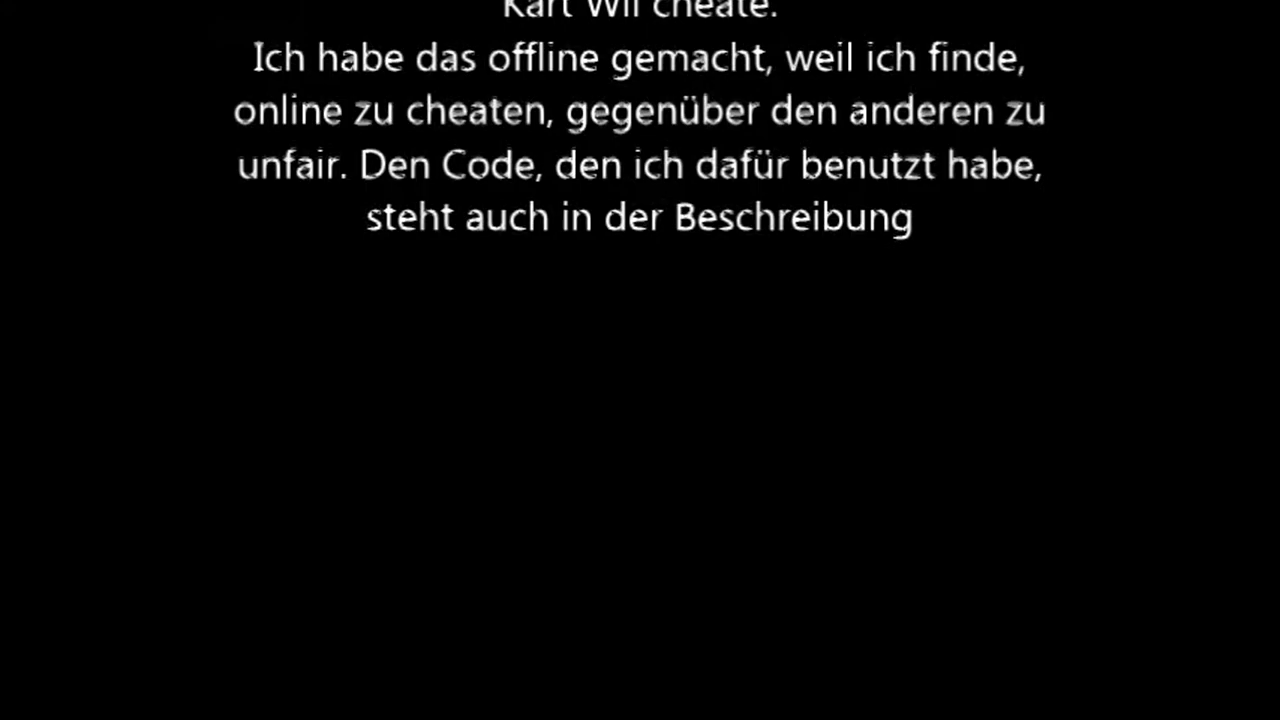 Kart Wii cheate.
Ich habe das offline gemacht, weil ich finde,
online zu cheaten, gegenüber den anderen zu
unfair. Den Code, den ich dafür benutzt habe,
steht auch in der Beschreibung